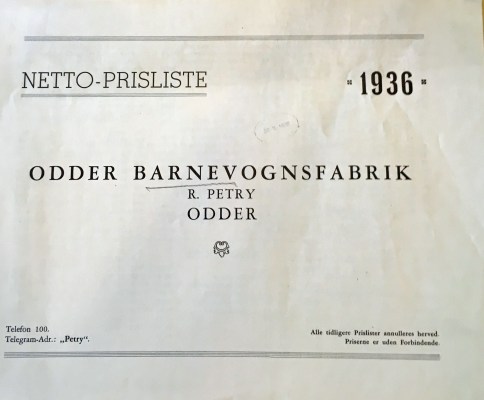 NETTO-PRISLISTE
" 1936 "
ODDER BARNEVOGNSFABRIK
R. PETRY
ODDER
Telefon 100.
Telegram-Adr.: „Petry“.
Alle tidligere Prislister annulleres herved.
Priserne er uden Forbindende.